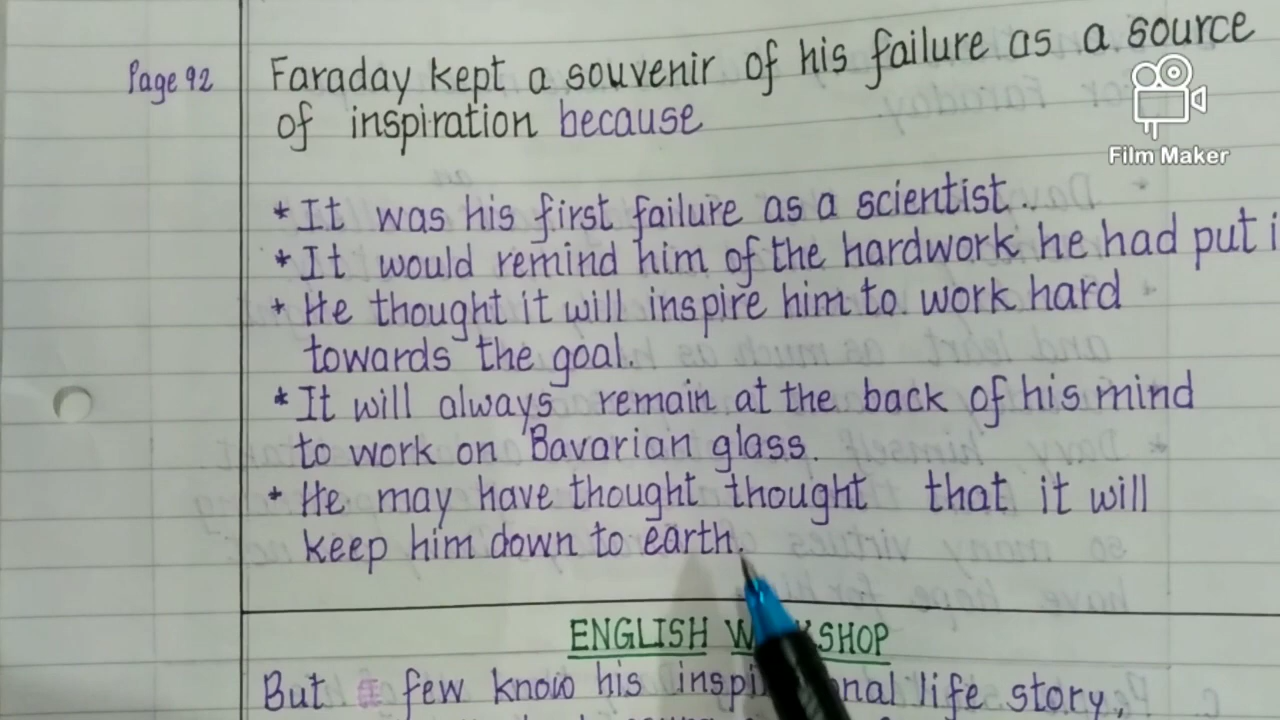 Page 92
Faraday kept a souvenir of his failure as a source
of inspiration because
Film Maker
* It was his first failure as a scientist.
* It would remind him of the hardwork he had put i
* He thought it will inspire him to work hard
towards the goal.
* It will always remain at the back of his mind
to work on Bavarian glass.
* He may have thought thought that it will
keep him down to earth.
ENGLISH
But few know his life story,